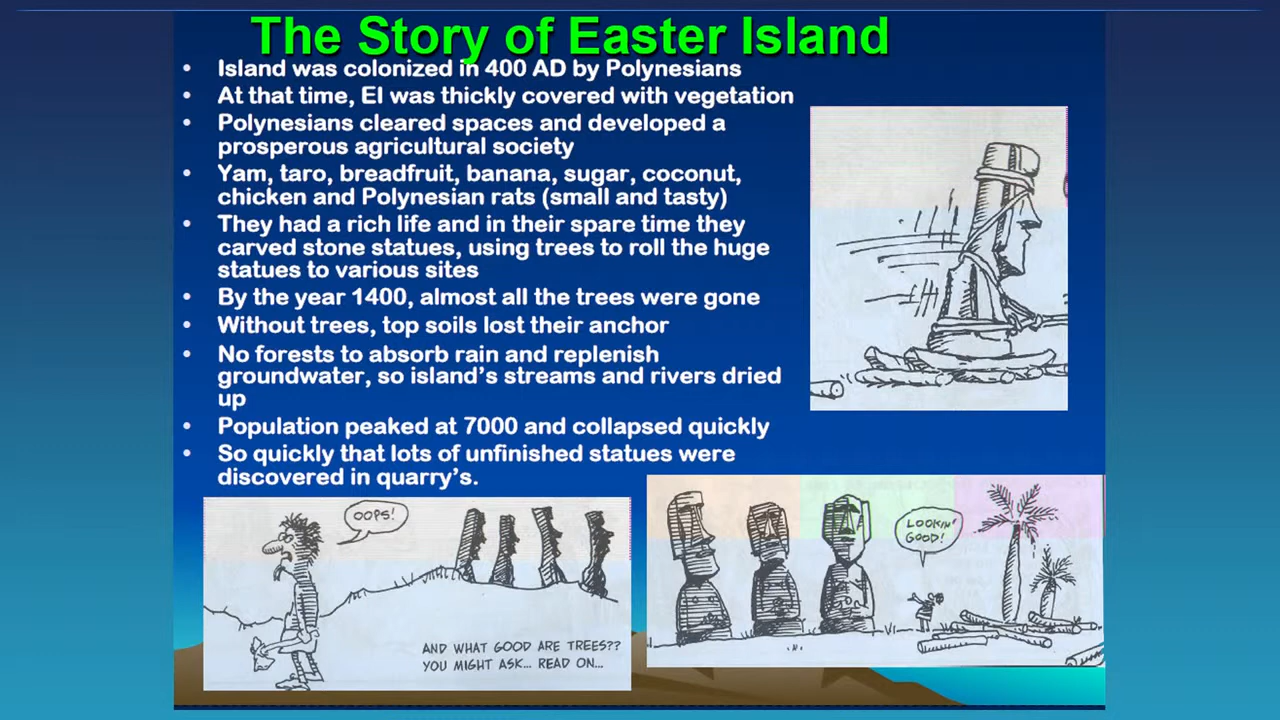 The Story of Easter Island
• Island was colonized in 400 AD by Polynesians
• At that time, EI was thickly covered with vegetation
• Polynesians cleared spaces and developed a
prosperous agricultural society
• Yam, taro, breadfruit, banana, sugar, coconut,
chicken and Polynesian rats (small and tasty)
• They had a rich life and in their spare time they
carved stone statues, using trees to roll the huge
statues to various sites
• By the year 1400, almost all the trees were gone
• Without trees, top soils lost their anchor
• No forests to absorb rain and replenish
groundwater, so island's streams and rivers dried
up
• Population peaked at 7000 and collapsed quickly
• So quickly that lots of unfinished statues were
discovered in quarry's.
OOPS!
AND WHAT GOOD ARE TREES??
YOU MIGHT ASK... READ ON...
LOOKIN'
GOOD!